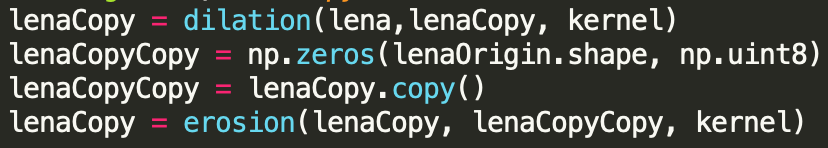 lenaCopy = dilation(lena,lenaCopy, kernel)
lenaCopyCopy = np.zeros(lenaOrigin.shape, np.uint8)
lenaCopyCopy = lenaCopy.copy()
lenaCopy = erosion(lenaCopy, lenaCopyCopy, kernel)